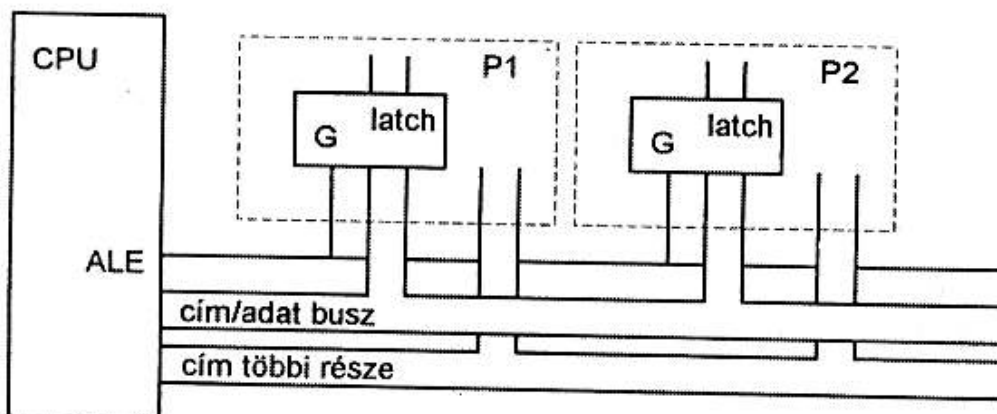 CPU
P1
P2
latch
G
latch
G
ALE
cím/adat busz
cím többi része